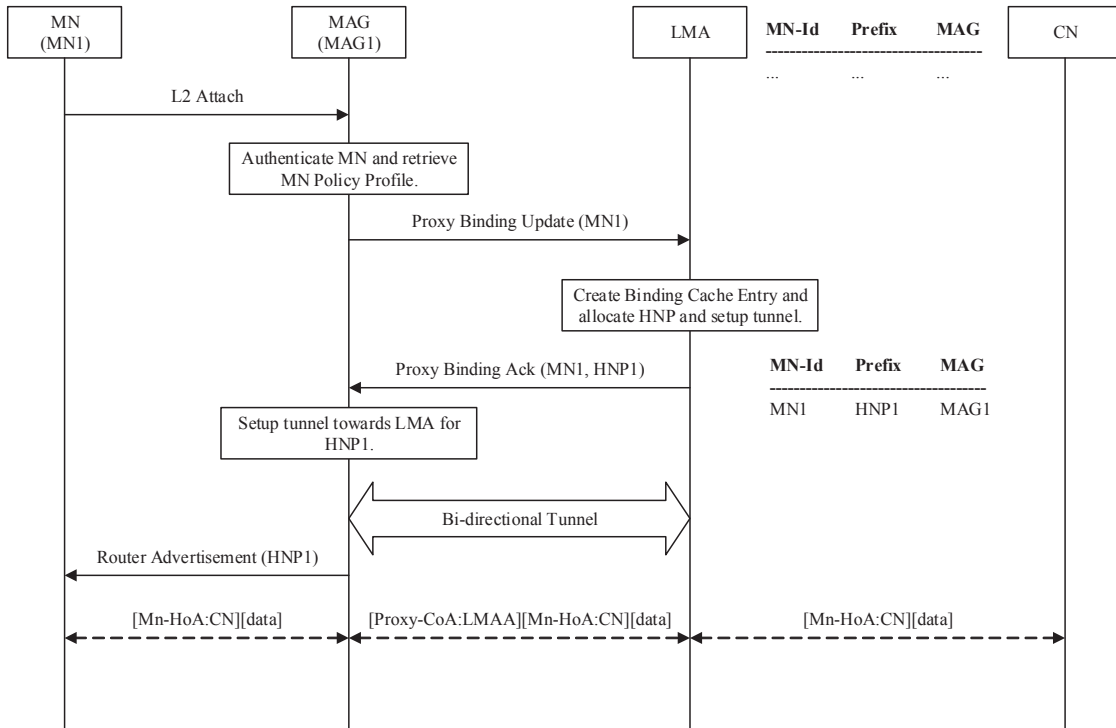 MN
(MN1)
MAG
(MAG1)
LMA
MN-Id Prefix MAG
------------------------------------
... ... ...
CN
L2 Attach
Authenticate MN and retrieve
MN Policy Profile.
Proxy Binding Update (MN1)
Create Binding Cache Entry and
allocate HNP and setup tunnel.
Proxy Binding Ack (MN1, HNP1)
MN-Id Prefix MAG
------------------------------------
MN1 HNP1 MAG1
Setup tunnel towards LMA for
HNP1.
Bi-directional Tunnel
Router Advertisement (HNP1)
[Mn-HoA:CN][data]
[Proxy-CoA:LMAA][Mn-HoA:CN][data]
[Mn-HoA:CN][data]